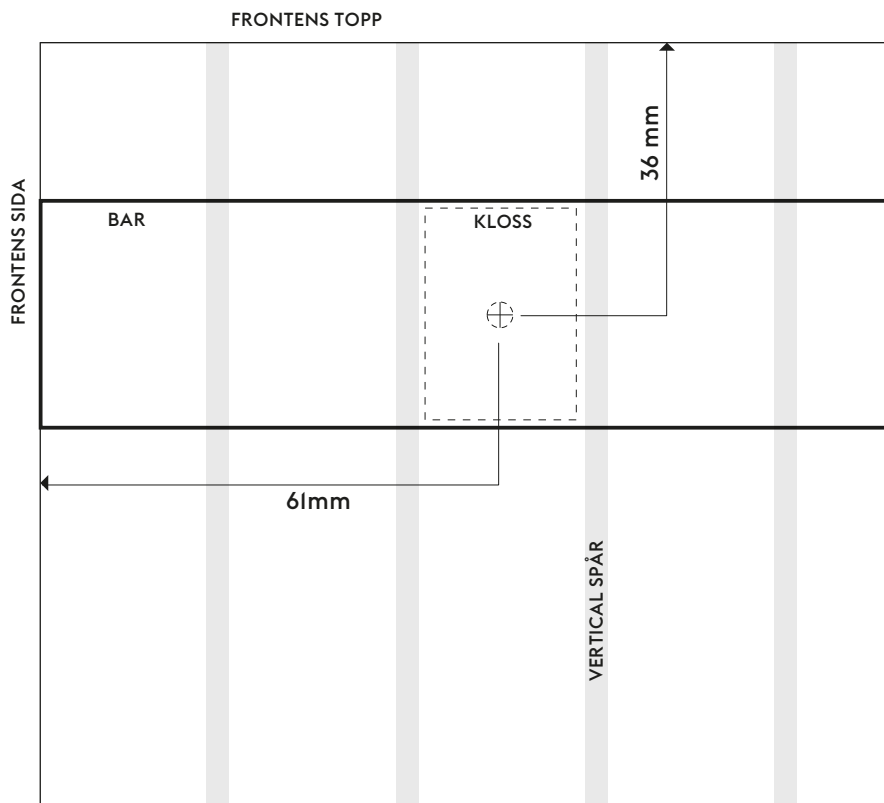 FRONTENS TOPP
36 mm
FRONTENS SIDA
BAR
KLOSS
61mm
VERTICAL SPÅR